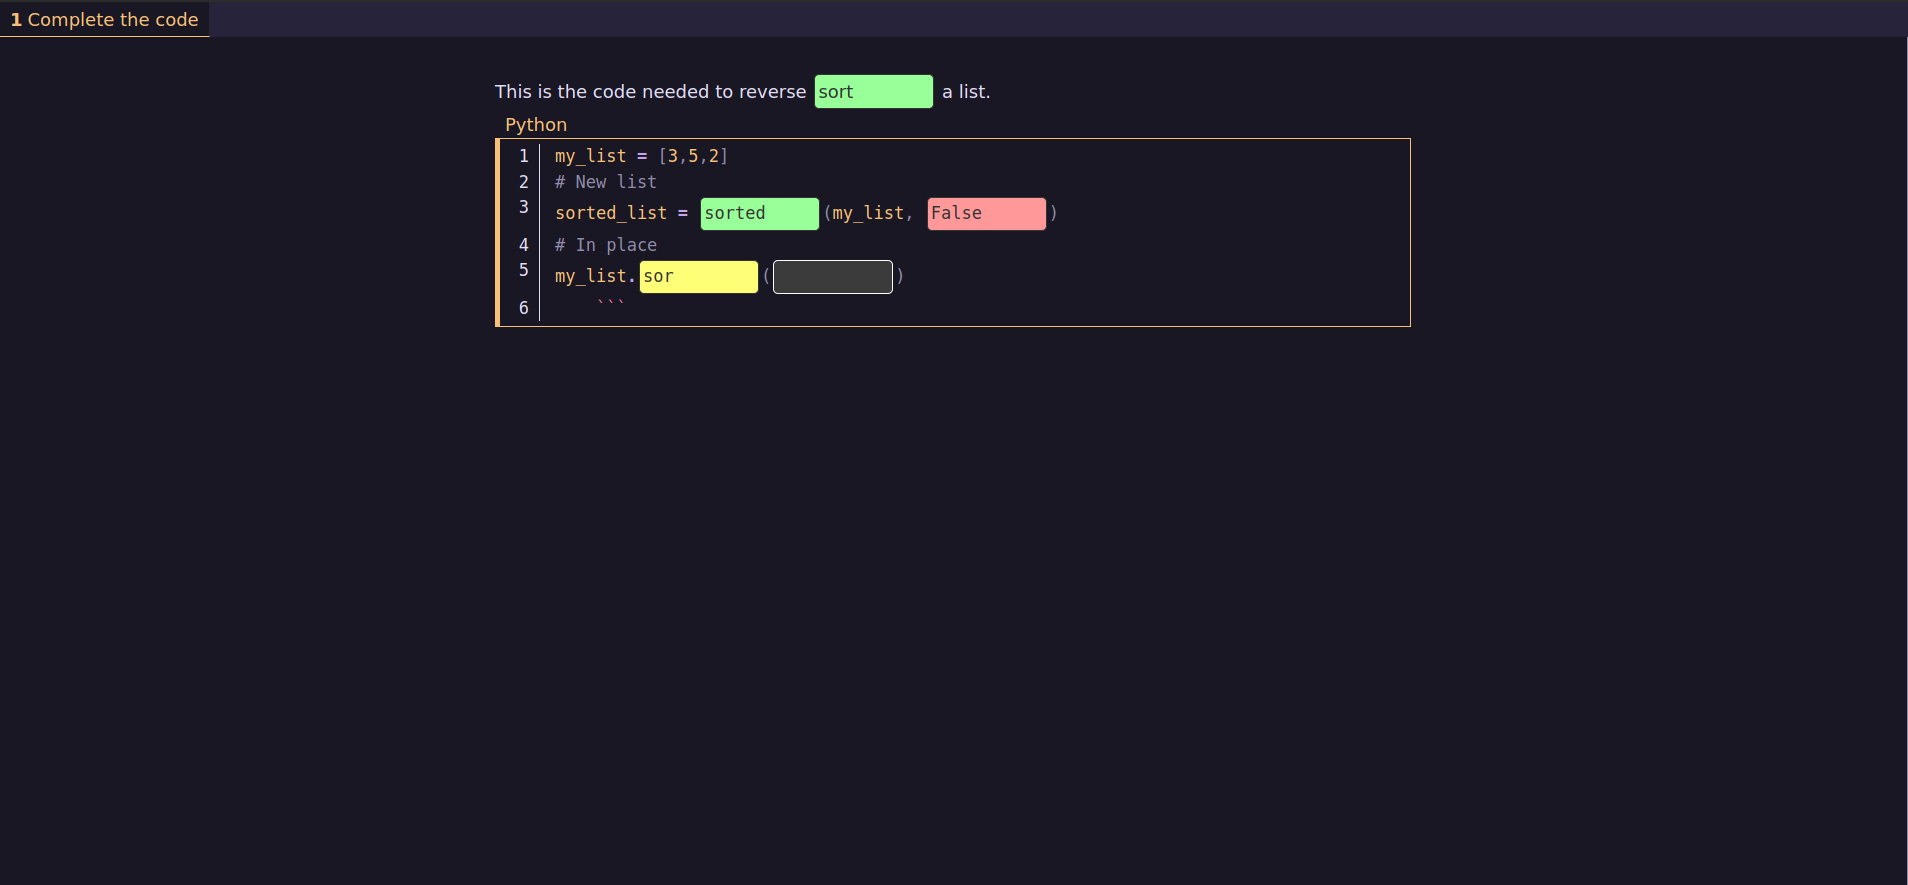 1 Complete the code
This is the code needed to reverse sort a list.
Python
1 my_list = [3,5,2]
2 # New list
3 sorted_list = sorted (my_list, False )
4 # In place
5 my_list. sor ( )
6 ```